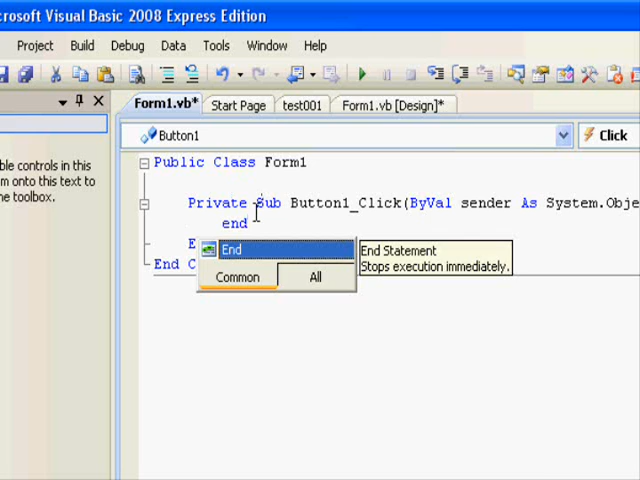 rosoft Visual Basic 2008 Express Edition
Project Build Debug Data Tools Window Help
Form1.vb* Start Page test001 Form1.vb [Design]*
Button1 Click
ble controls in this
m onto this text to
he toolbox.
Public Class Form1
Private Sub Button1_Click(ByVal sender As System.Obje
end
E
End C
End
Common All
End Statement
Stops execution immediately.